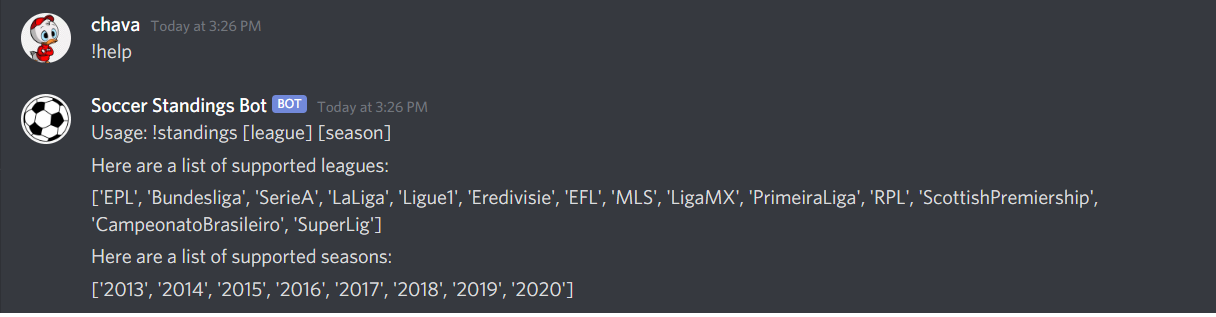 chava Today at 3:26 PM
!help
Soccer Standings Bot BOT Today at 3:26 PM
Usage: !standings [league] [season]
Here are a list of supported leagues:
['EPL', 'Bundesliga', 'SerieA', 'LaLiga', 'Ligue1', 'Eredivisie', 'EFL', 'MLS', 'LigaMX', 'PrimeiraLiga', 'RPL', 'ScottishPremiership',
'CampeonatoBrasileiro', 'SuperLig']
Here are a list of supported seasons:
['2013', '2014', '2015', '2016', '2017', '2018', '2019', '2020']